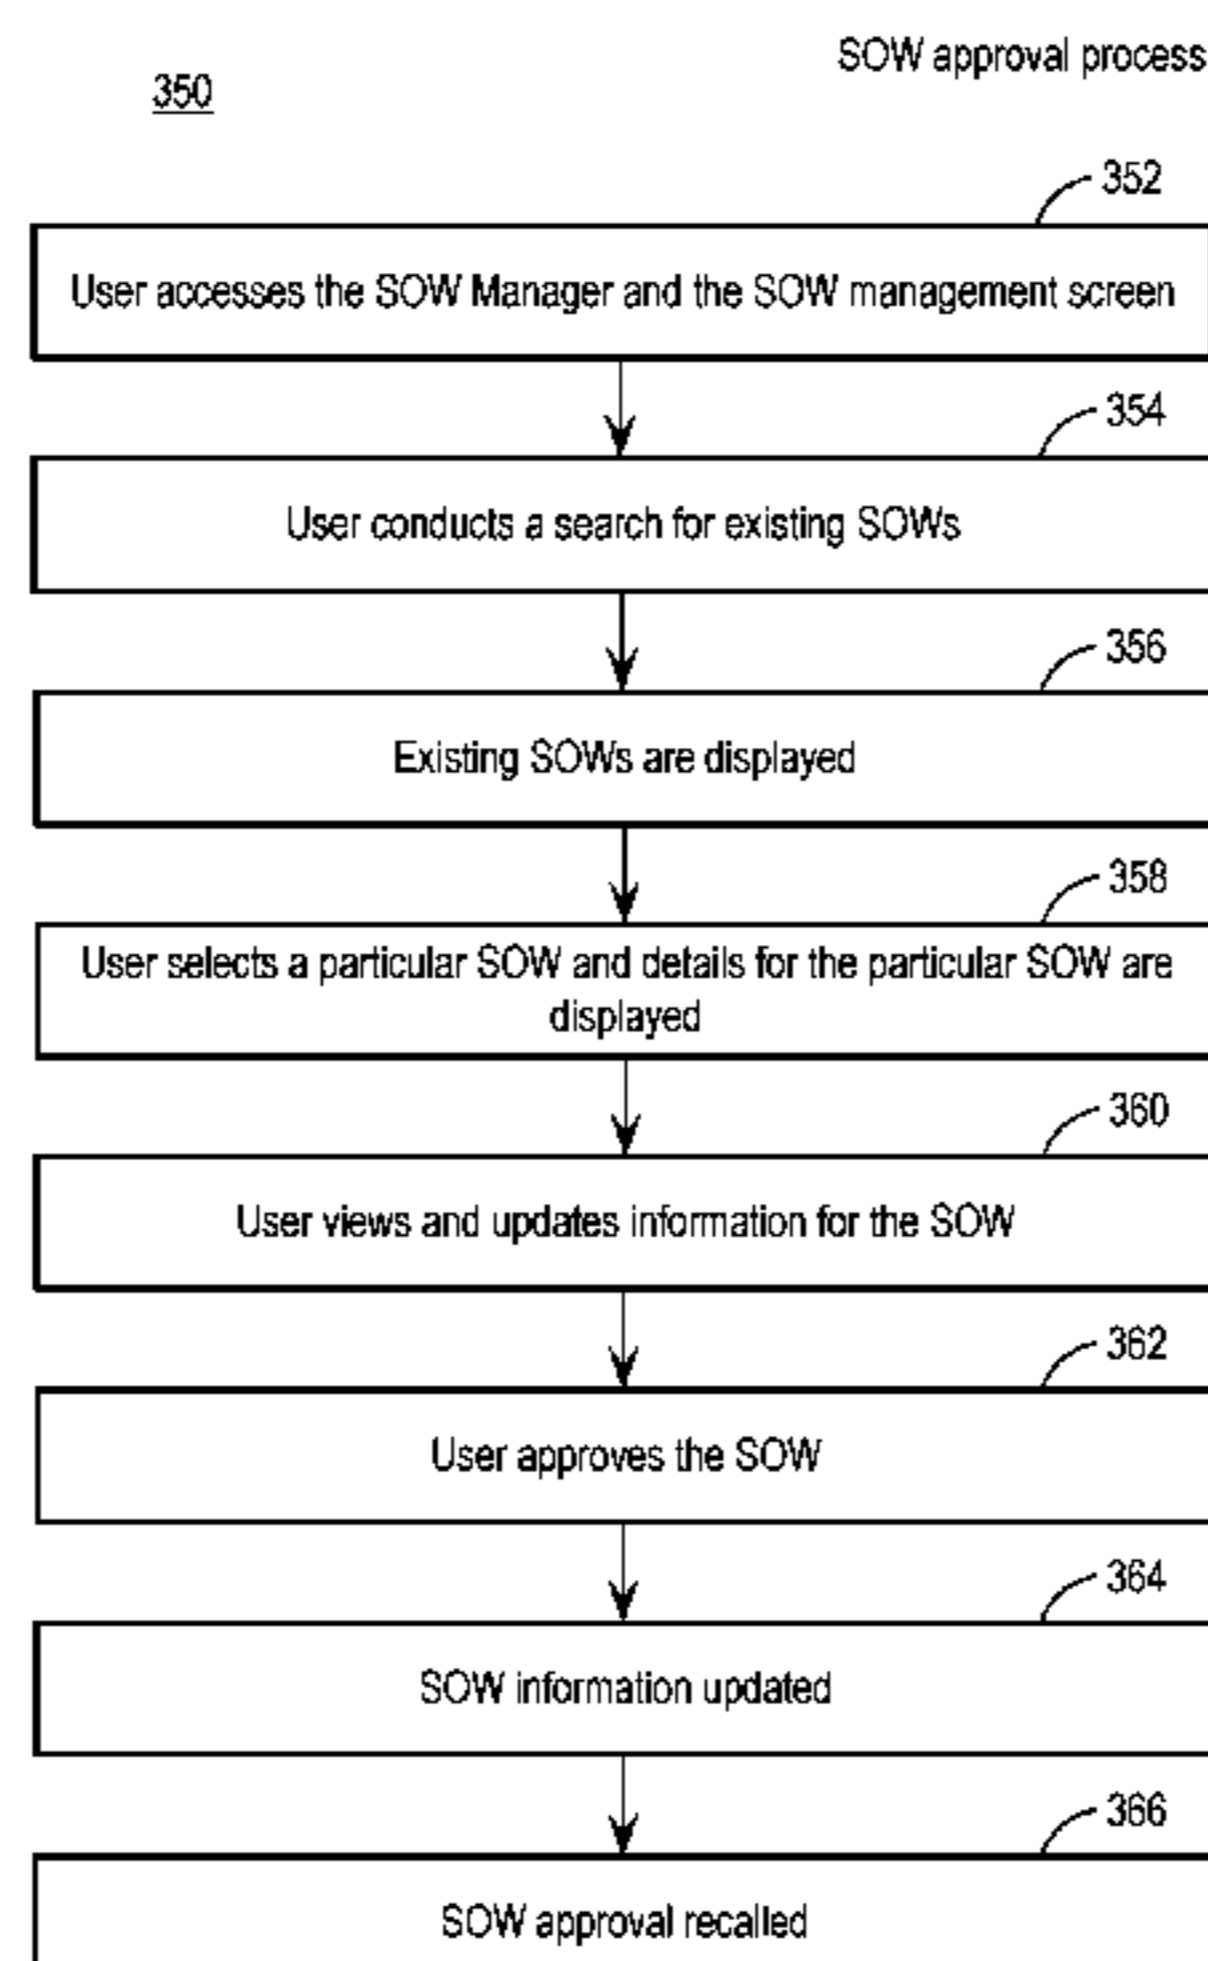 SOW approval process
350
352
User accesses the SOW Manager and the SOW management screen
354
User conducts a search for existing SOWs
356
Existing SOWs are displayed
358
User selects a particular SOW and details for the particular SOW are
displayed
360
User views and updates information for the SOW
362
User approves the SOW
364
SOW information updated
366
SOW approval recalled